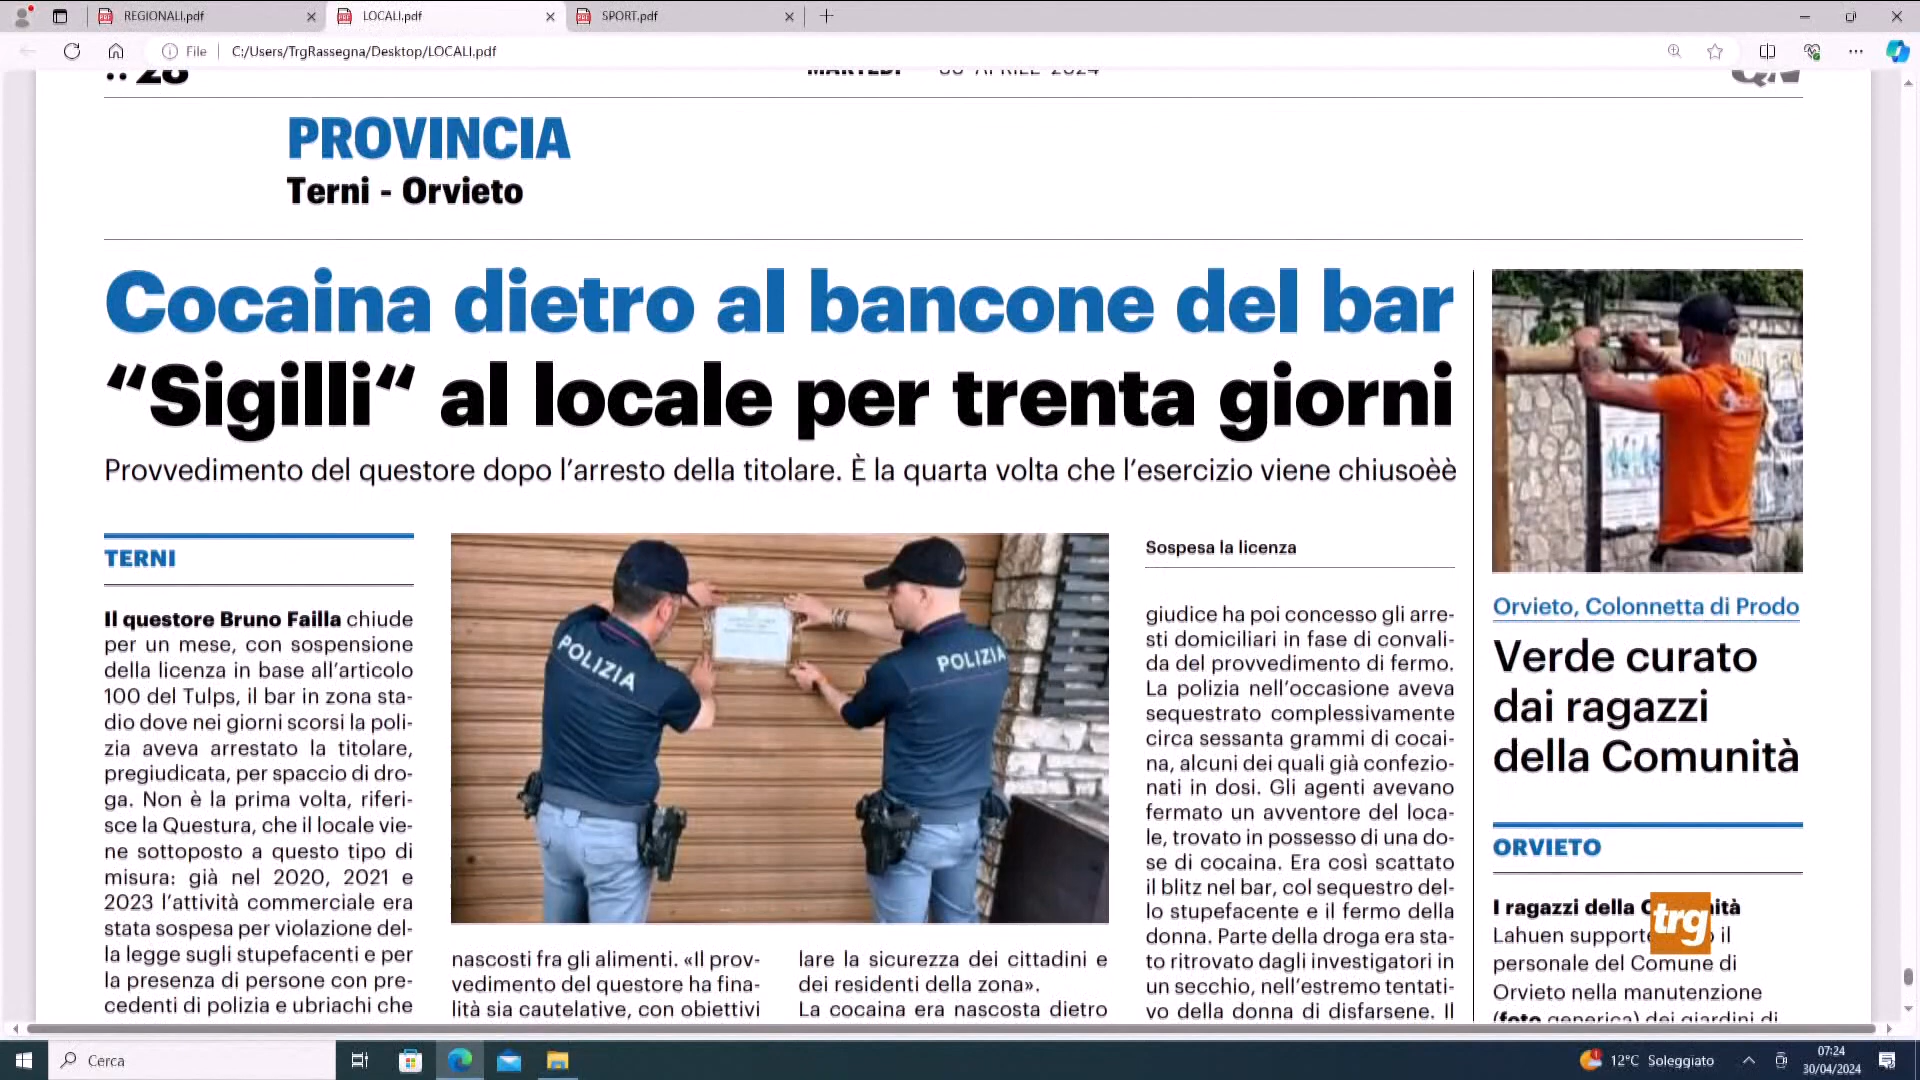 REGIONALI.pdf
LOCALI.pdf
SPORT.pdf
File
C:/Users/TrgRassegna/Desktop/LOCALI.pdf
PROVINCIA
Terni - Orvieto
Cocaina dietro al bancone del bar
“Sigilli“ al locale per trenta giorni
Provvedimento del questore dopo l’arresto della titolare. È la quarta volta che l’esercizio viene chiusoèè
TERNI
Il questore Bruno Failla chiude
per un mese, con sospensione
della licenza in base all’articolo
100 del Tulps, il bar in zona sta-
dio dove nei giorni scorsi la poli-
zia aveva arrestato la titolare,
pregiudicata, per spaccio di dro-
ga. Non è la prima volta, riferi-
sce la Questura, che il locale vie-
ne sottoposto a questo tipo di
misura: già nel 2020, 2021 e
2023 l’attività commerciale era
stata sospesa per violazione del-
la legge sugli stupefacenti e per
la presenza di persone con pre-
cedenti di polizia e ubriachi che
POLIZIA
POLIZIA
nascosti fra gli alimenti. «Il prov-
vedimento del questore ha fina-
lità sia cautelative, con obiettivi
lare la sicurezza dei cittadini e
dei residenti della zona».
La cocaina era nascosta dietro
Sospesa la licenza
giudice ha poi concesso gli arre-
sti domiciliari in fase di convali-
da del provvedimento di fermo.
La polizia nell’occasione aveva
sequestrato complessivamente
circa sessanta grammi di cocai-
na, alcuni dei quali già confezio-
nati in dosi. Gli agenti avevano
fermato un avventore del loca-
le, trovato in possesso di una do-
se di cocaina. Era così scattato
il blitz nel bar, col sequestro del-
lo stupefacente e il fermo della
donna. Parte della droga era sta-
to ritrovato dagli investigatori in
un secchio, nell’estremo tentati-
vo della donna di disfarsene. Il
Orvieto, Colonnetta di Prodo
Verde curato
dai ragazzi
della Comunità
ORVIETO
I ragazzi della
Lahuen il
personale del Comune di
Orvieto nella manutenzione
(foto generica) dei giardini di
trg
Cerca
12°C Soleggiato
07:24
30/04/2024